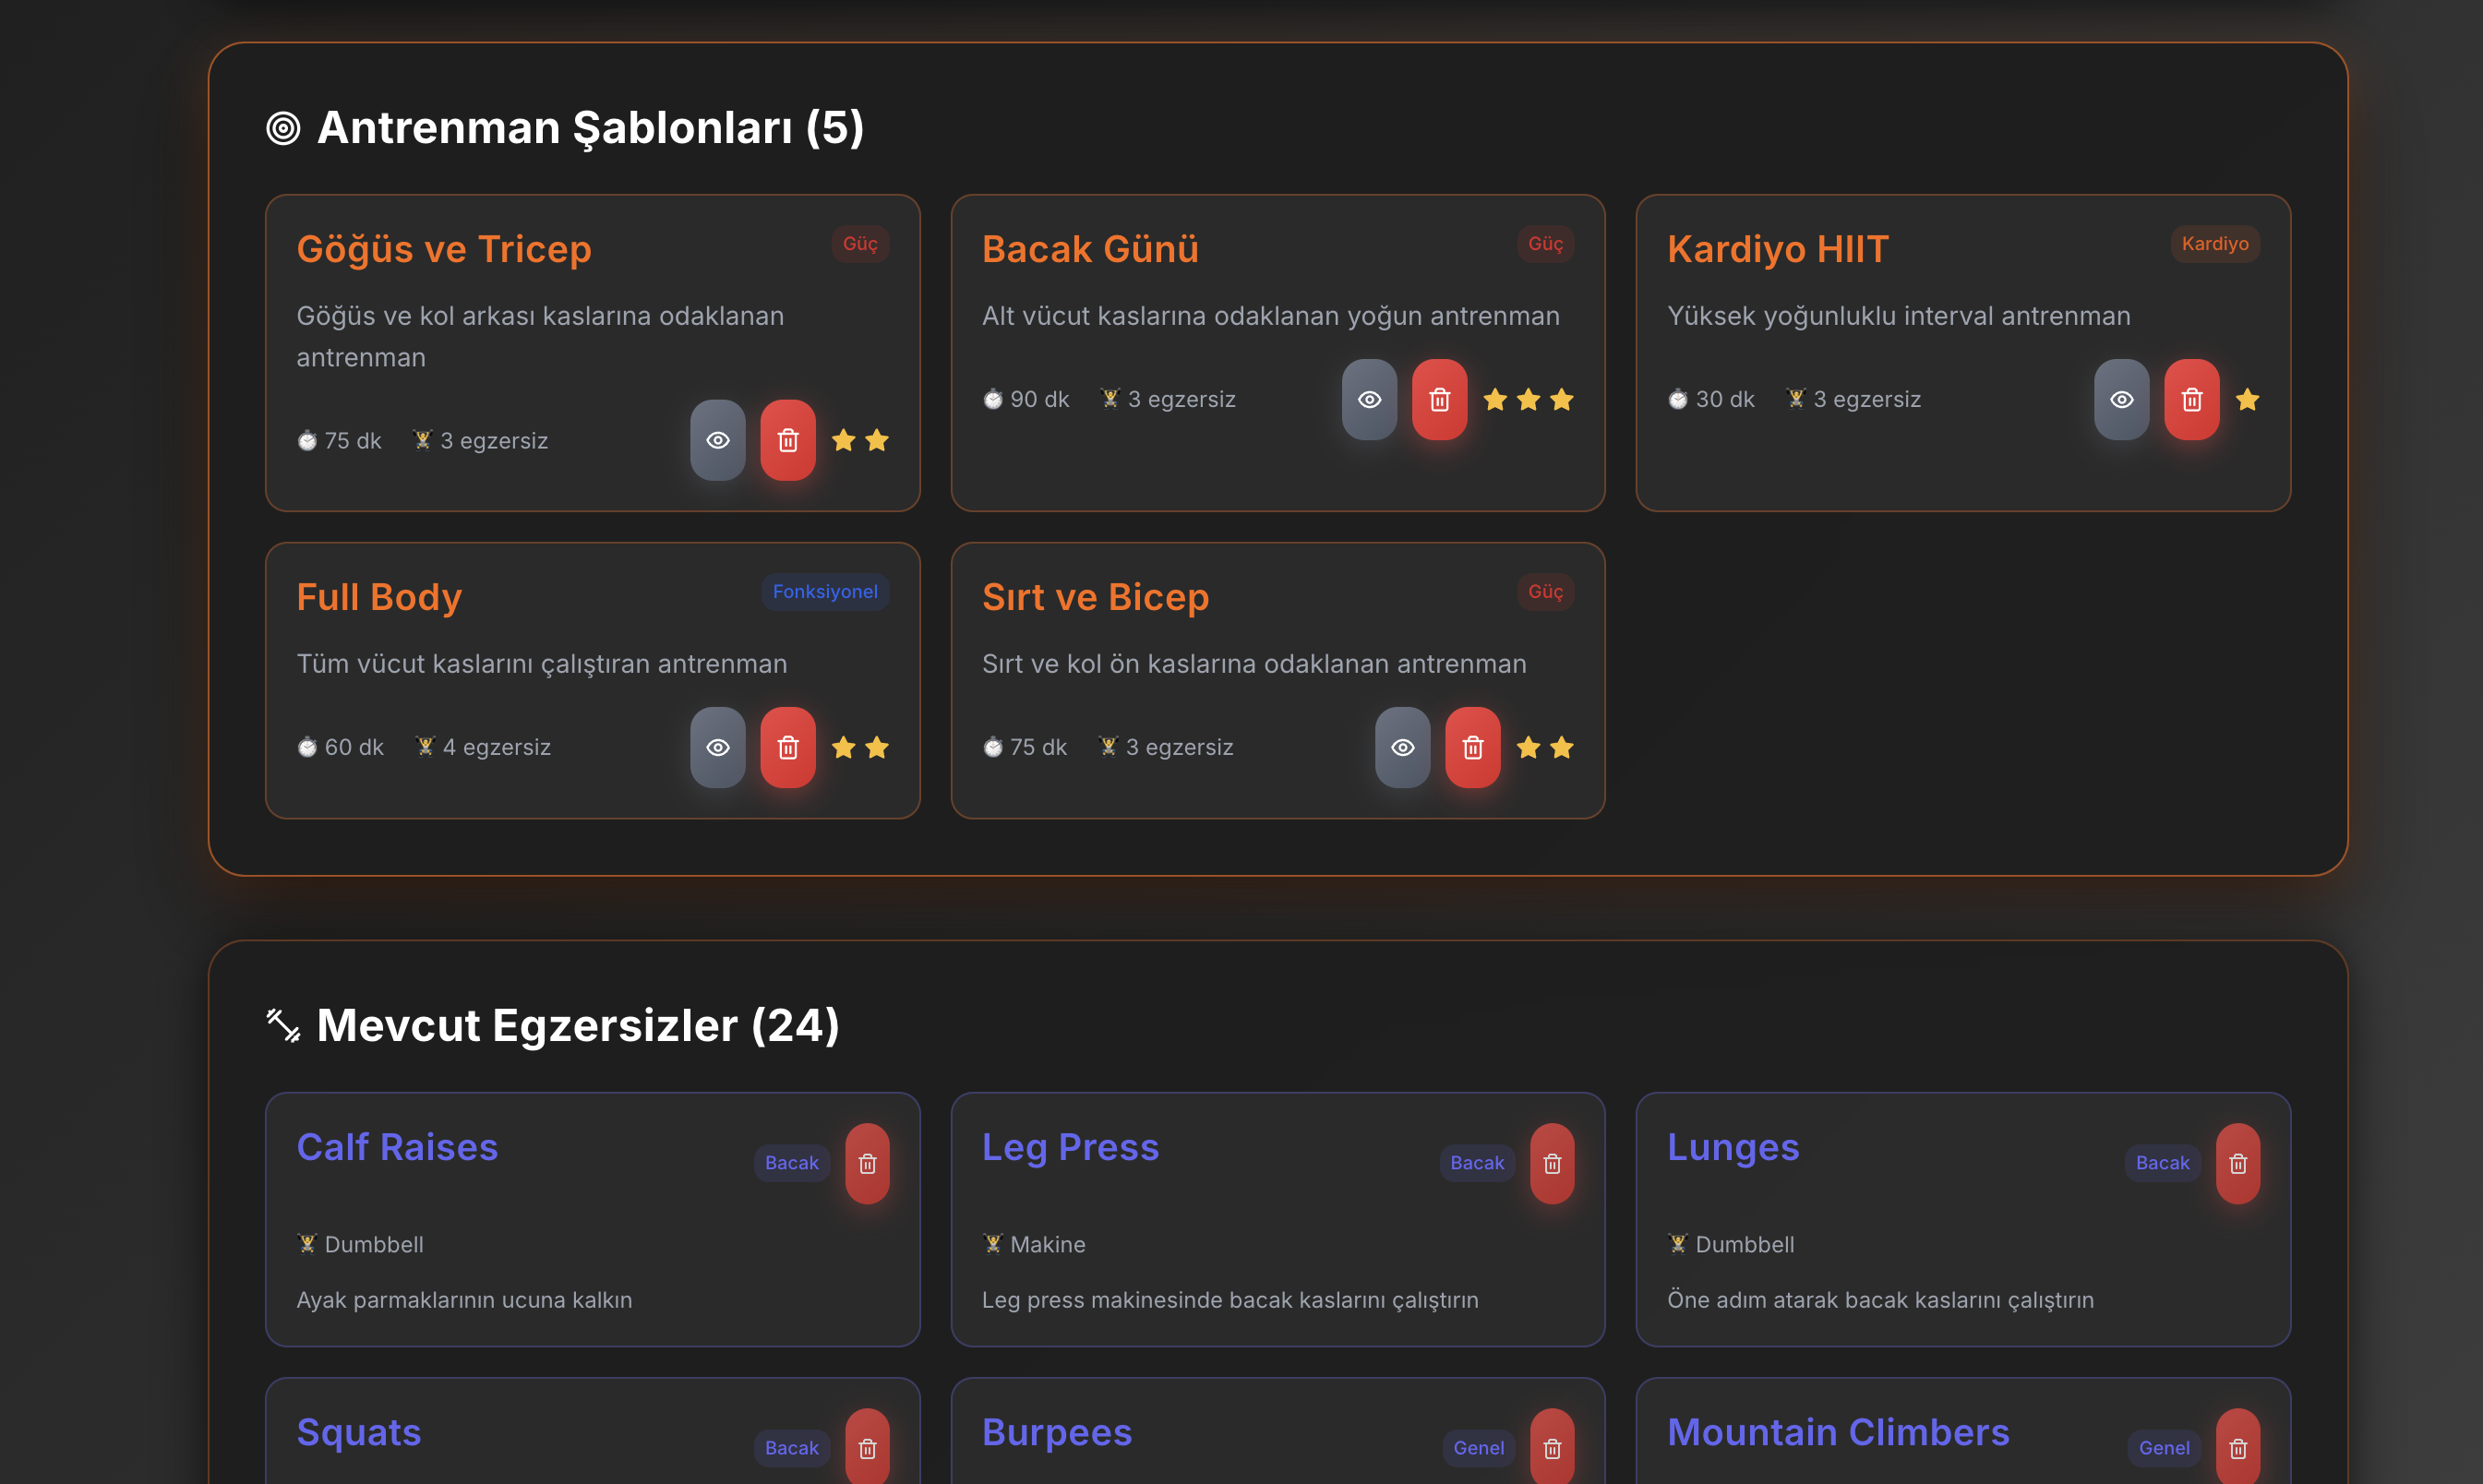 Antrenman Şablonları (5)
Göğüs ve Tricep
Güç
Göğüs ve kol arkası kaslarına odaklanan
antrenman
75 dk
3 egzersiz
Bacak Günü
Güç
Alt vücut kaslarına odaklanan yoğun antrenman
90 dk
3 egzersiz
Kardiyo HIIT
Kardiyo
Yüksek yoğunluklu interval antrenman
30 dk
3 egzersiz
Full Body
Fonksiyonel
Tüm vücut kaslarını çalıştıran antrenman
60 dk
4 egzersiz
Sırt ve Bicep
Güç
Sırt ve kol ön kaslarına odaklanan antrenman
75 dk
3 egzersiz
Mevcut Egzersizler (24)
Calf Raises
Bacak
Dumbbell
Ayak parmaklarının ucuna kalkın
Leg Press
Bacak
Makine
Leg press makinesinde bacak kaslarını çalıştırın
Lunges
Bacak
Dumbbell
Öne adım atarak bacak kaslarını çalıştırın
Squats
Bacak
Burpees
Genel
Mountain Climbers
Genel